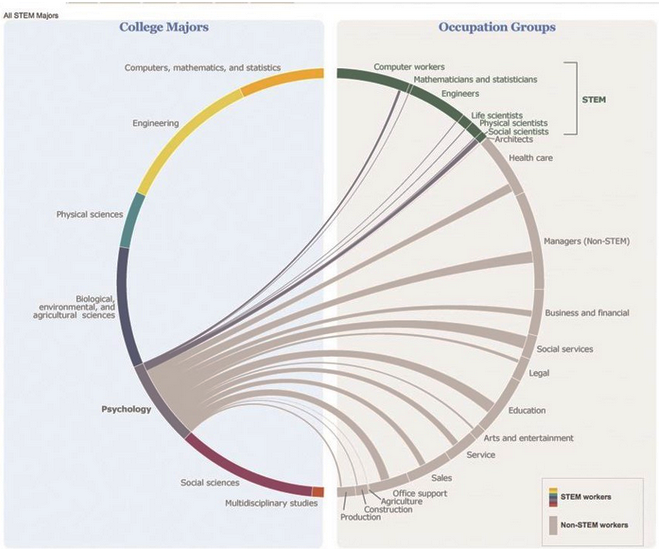 All STEM Majors
College Majors
Occupation Groups
Computers, mathematics, and statistics
Engineering
Physical sciences
Biological,
environmental, and
agricultural sciences
Psychology
Social sciences
Multidisciplinary studies
Computer workers
Mathematicians and statisticians
Engineers
Life scientists
Physical scientists
Social scientists
Architects
STEM
Health care
Managers (Non-STEM)
Business and financial
Social services
Legal
Education
Arts and entertainment
Service
Sales
Office support
Agriculture
Construction
Production
STEM workers
Non-STEM workers